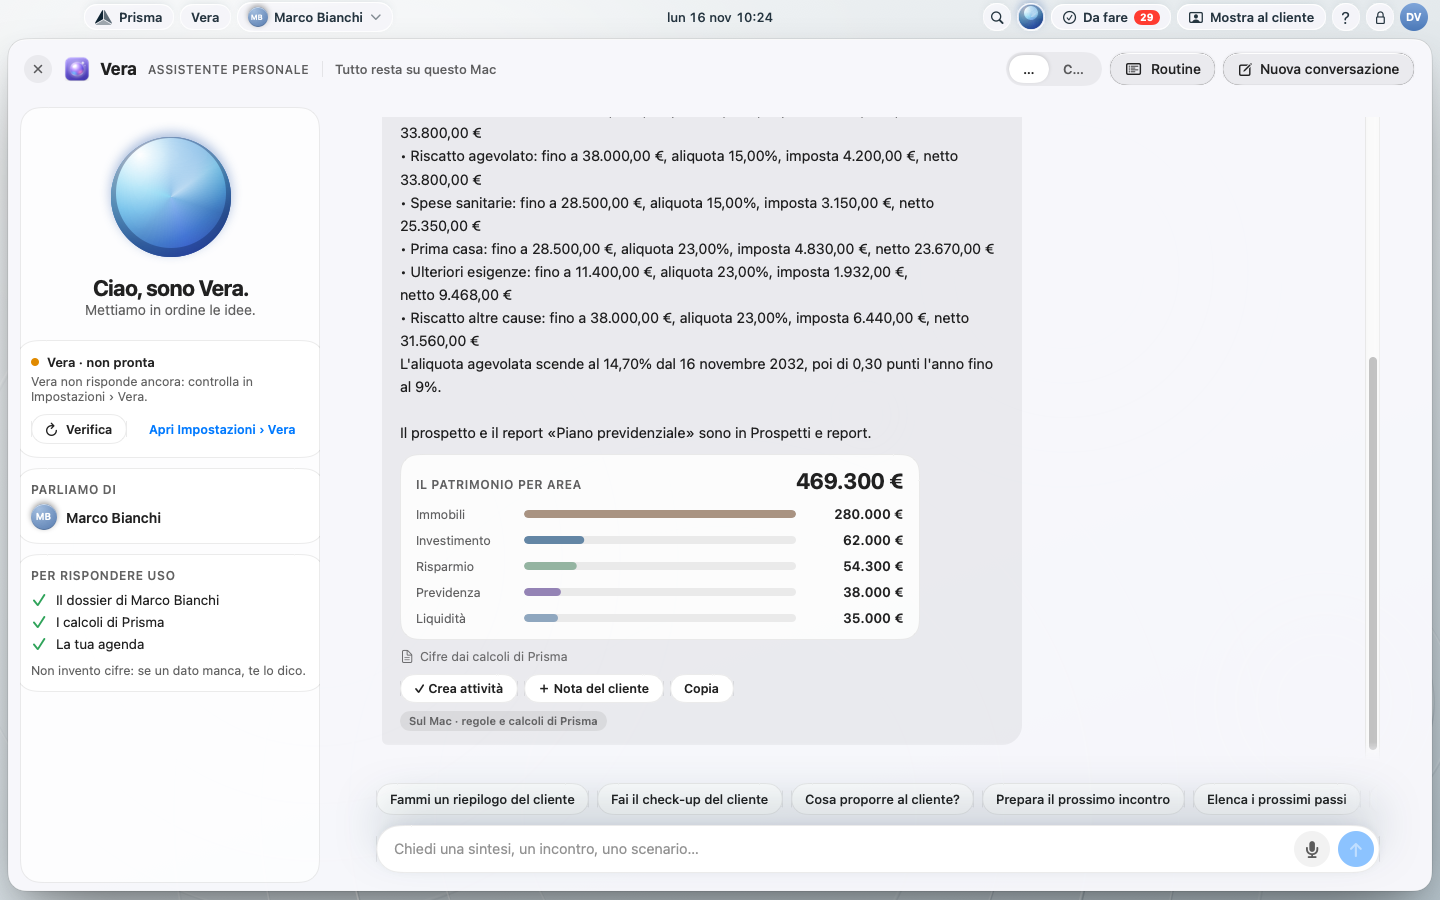 Prisma
Vera
MB Marco Bianchi
lun 16 nov 10:24
Da fare 29
Mostra al cliente
?
DV
Vera ASSISTENTE PERSONALE
Tutto resta su questo Mac
...
C...
Routine
Nuova conversazione
Ciao, sono Vera.
Mettiamo in ordine le idee.
Vera · non pronta
Vera non risponde ancora: controlla in
Impostazioni › Vera.
Verifica
Apri Impostazioni › Vera
PARLIAMO DI
MB Marco Bianchi
PER RISPONDERE USO
Il dossier di Marco Bianchi
I calcoli di Prisma
La tua agenda
Non invento cifre: se un dato manca, te lo dico.
33.800,00 €
• Riscatto agevolato: fino a 38.000,00 €, aliquota 15,00%, imposta 4.200,00 €, netto
33.800,00 €
• Spese sanitarie: fino a 28.500,00 €, aliquota 15,00%, imposta 3.150,00 €, netto
25.350,00 €
• Prima casa: fino a 28.500,00 €, aliquota 23,00%, imposta 4.830,00 €, netto 23.670,00 €
• Ulteriori esigenze: fino a 11.400,00 €, aliquota 23,00%, imposta 1.932,00 €,
netto 9.468,00 €
• Riscatto altre cause: fino a 38.000,00 €, aliquota 23,00%, imposta 6.440,00 €, netto
31.560,00 €
L'aliquota agevolata scende al 14,70% dal 16 novembre 2032, poi di 0,30 punti l'anno fino
al 9%.
Il prospetto e il report «Piano previdenziale» sono in Prospetti e report.
IL PATRIMONIO PER AREA 469.300 €
Immobili 280.000 €
Investimento 62.000 €
Risparmio 54.300 €
Previdenza 38.000 €
Liquidità 35.000 €
Cifre dai calcoli di Prisma
Crea attività
+ Nota del cliente
Copia
Sul Mac · regole e calcoli di Prisma
Fammi un riepilogo del cliente
Fai il check-up del cliente
Cosa proporre al cliente?
Prepara il prossimo incontro
Elenca i prossimi passi
Chiedi una sintesi, un incontro, uno scenario...